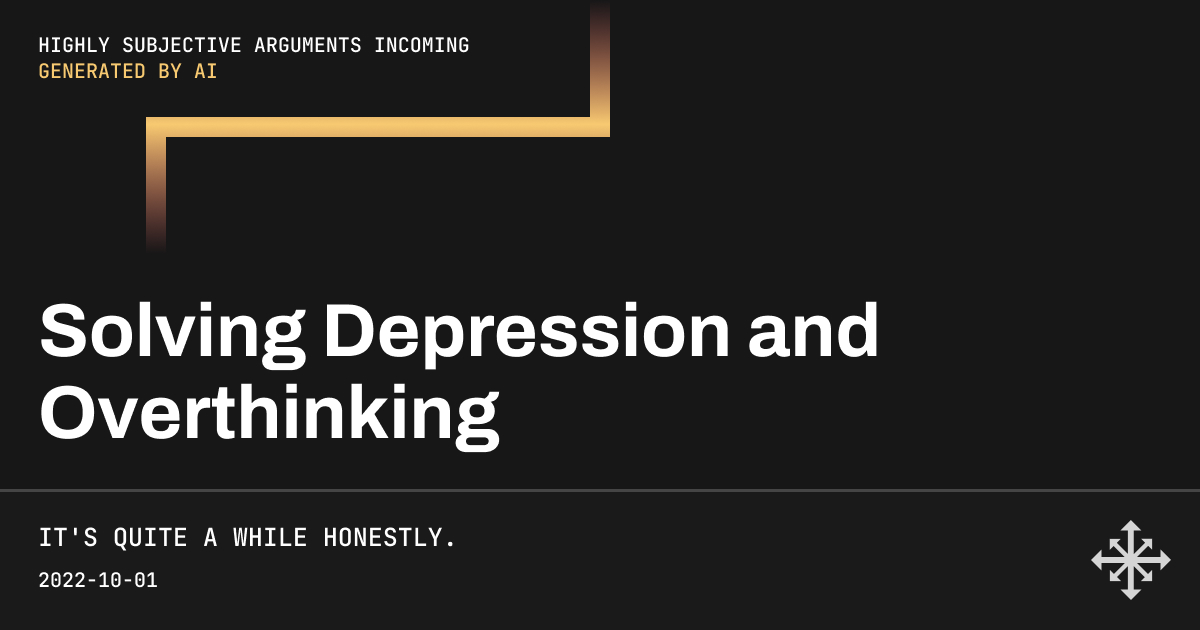 HIGHLY SUBJECTIVE ARGUMENTS INCOMING
GENERATED BY AI
Solving Depression and
Overthinking
IT'S QUITE A WHILE HONESTLY.
2022-10-01